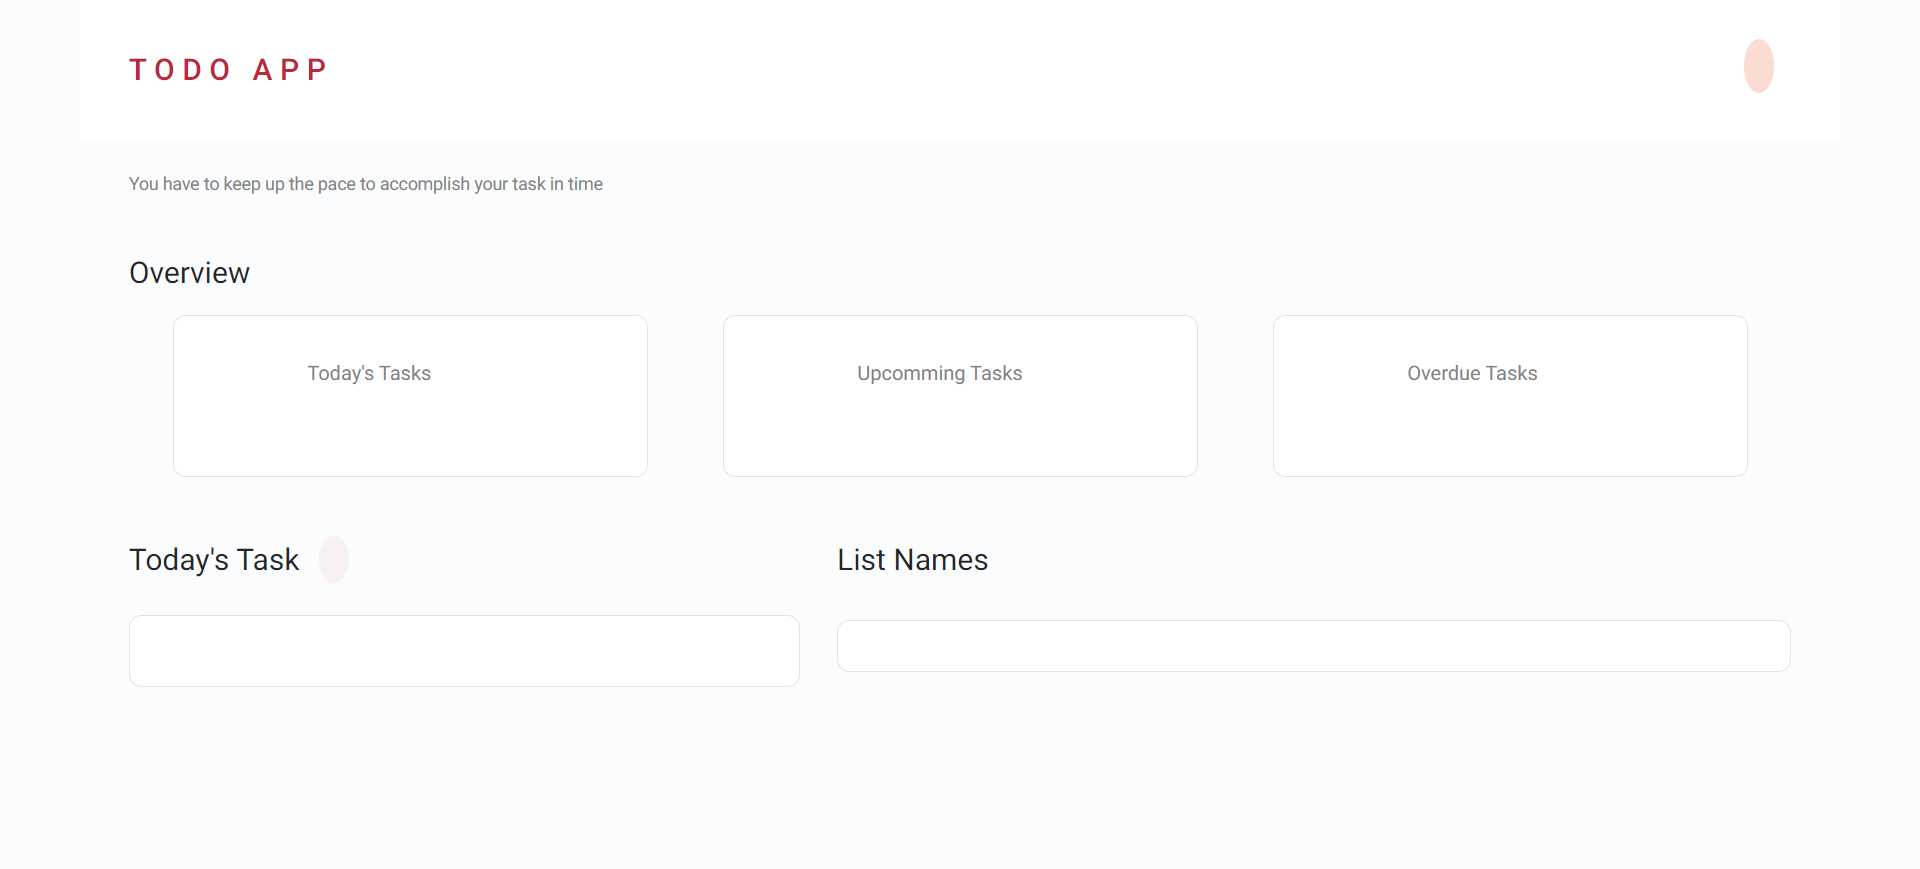 TODO APP
You have to keep up the pace to accomplish your task in time
Overview
Today's Tasks
Upcomming Tasks
Overdue Tasks
Today's Task
List Names